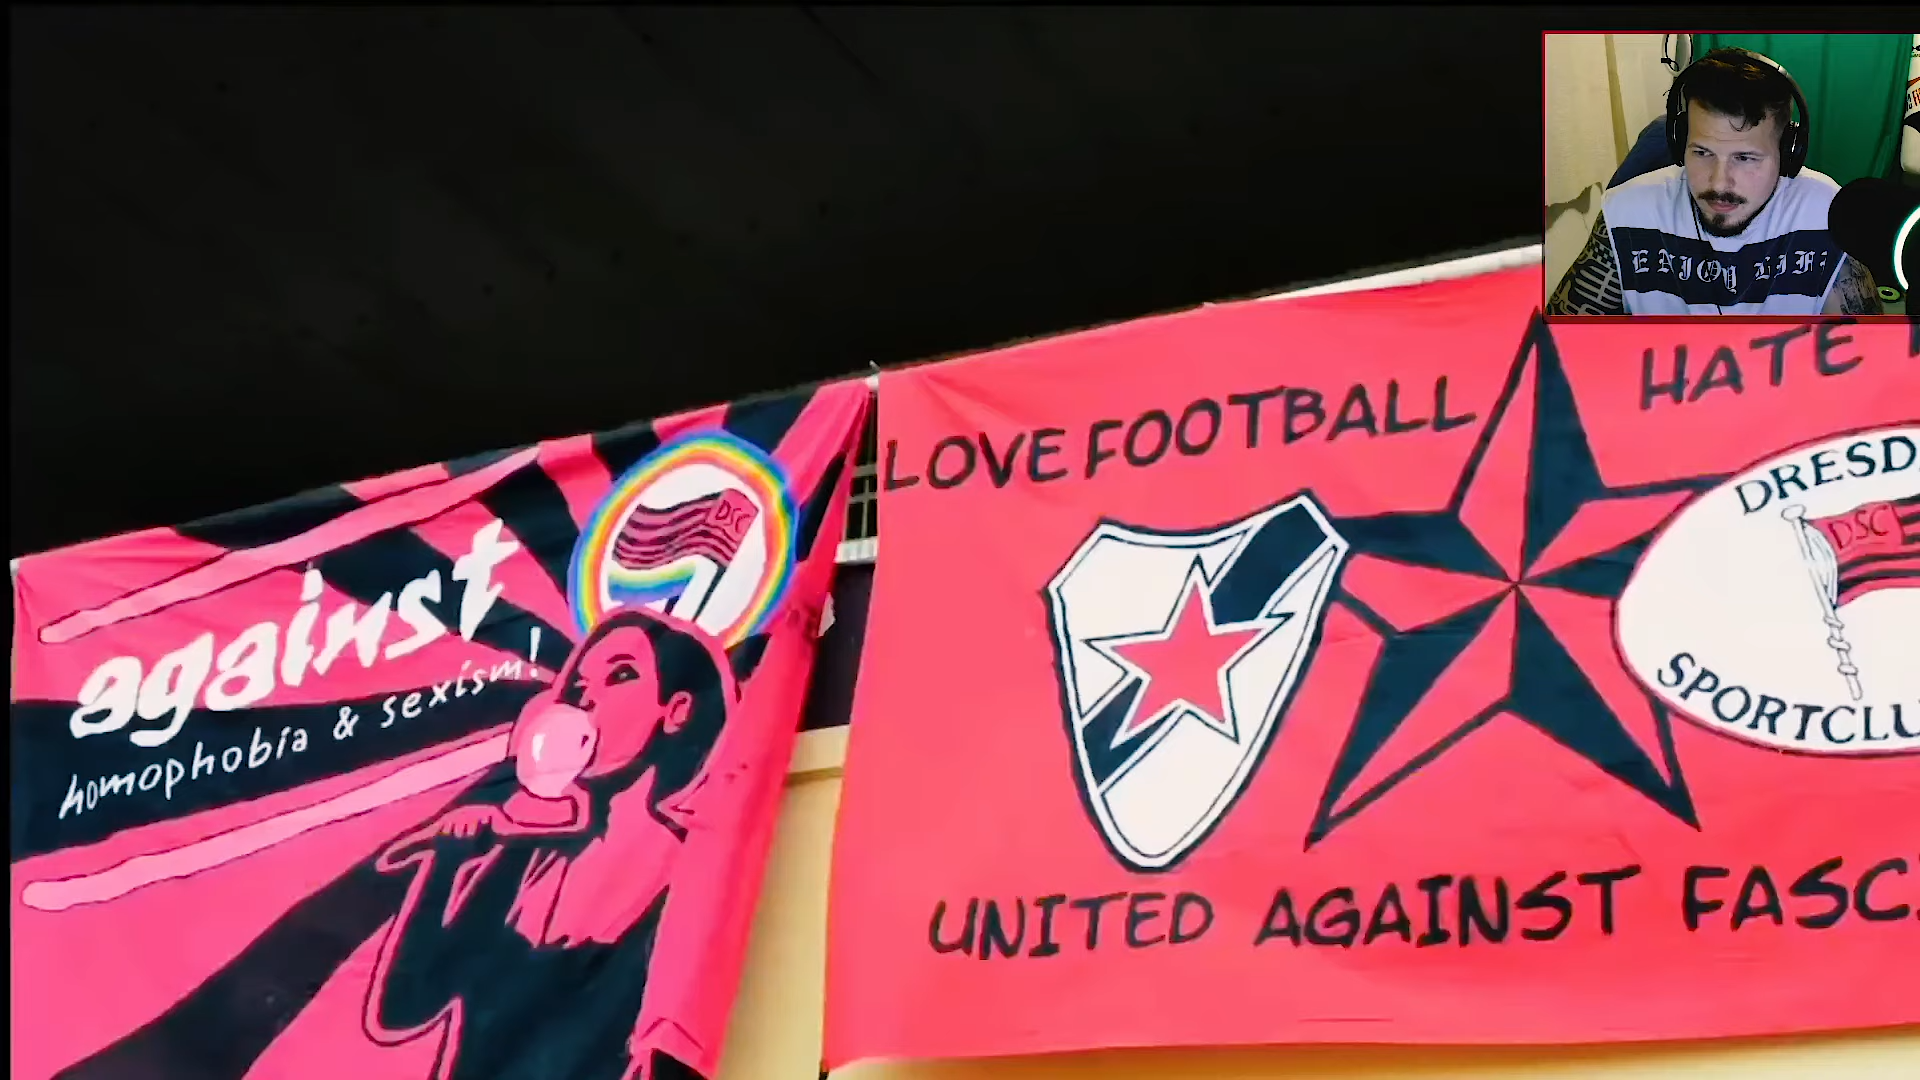 ENJOY LIFE
LOVE FOOTBALL
HATE
DRESD
DSC
DSC
against
homophobia & sexism!
SPORTCLU
UNITED AGAINST FASC